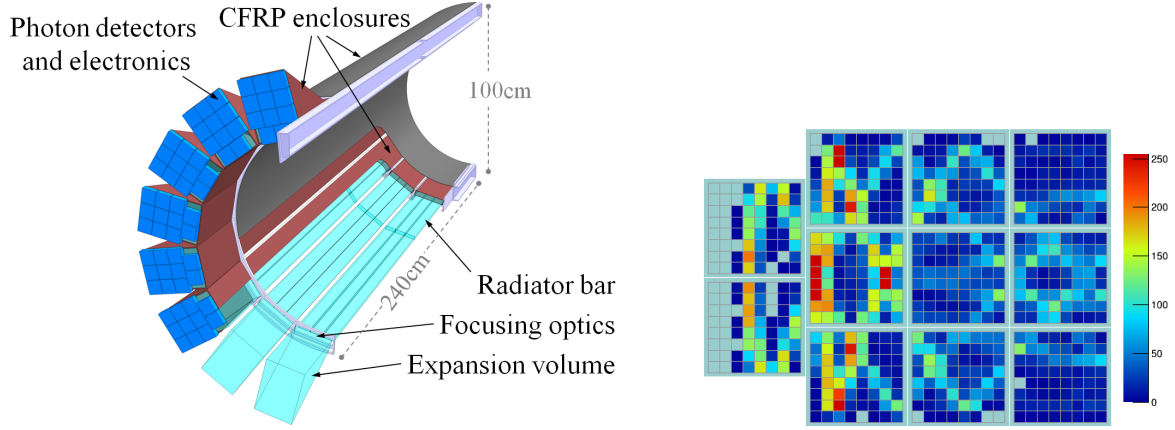 Photon detectors
and electronics
CFRP enclosures
100cm
240cm
Radiator bar
Focusing optics
Expansion volume
250
200
150
100
50
0